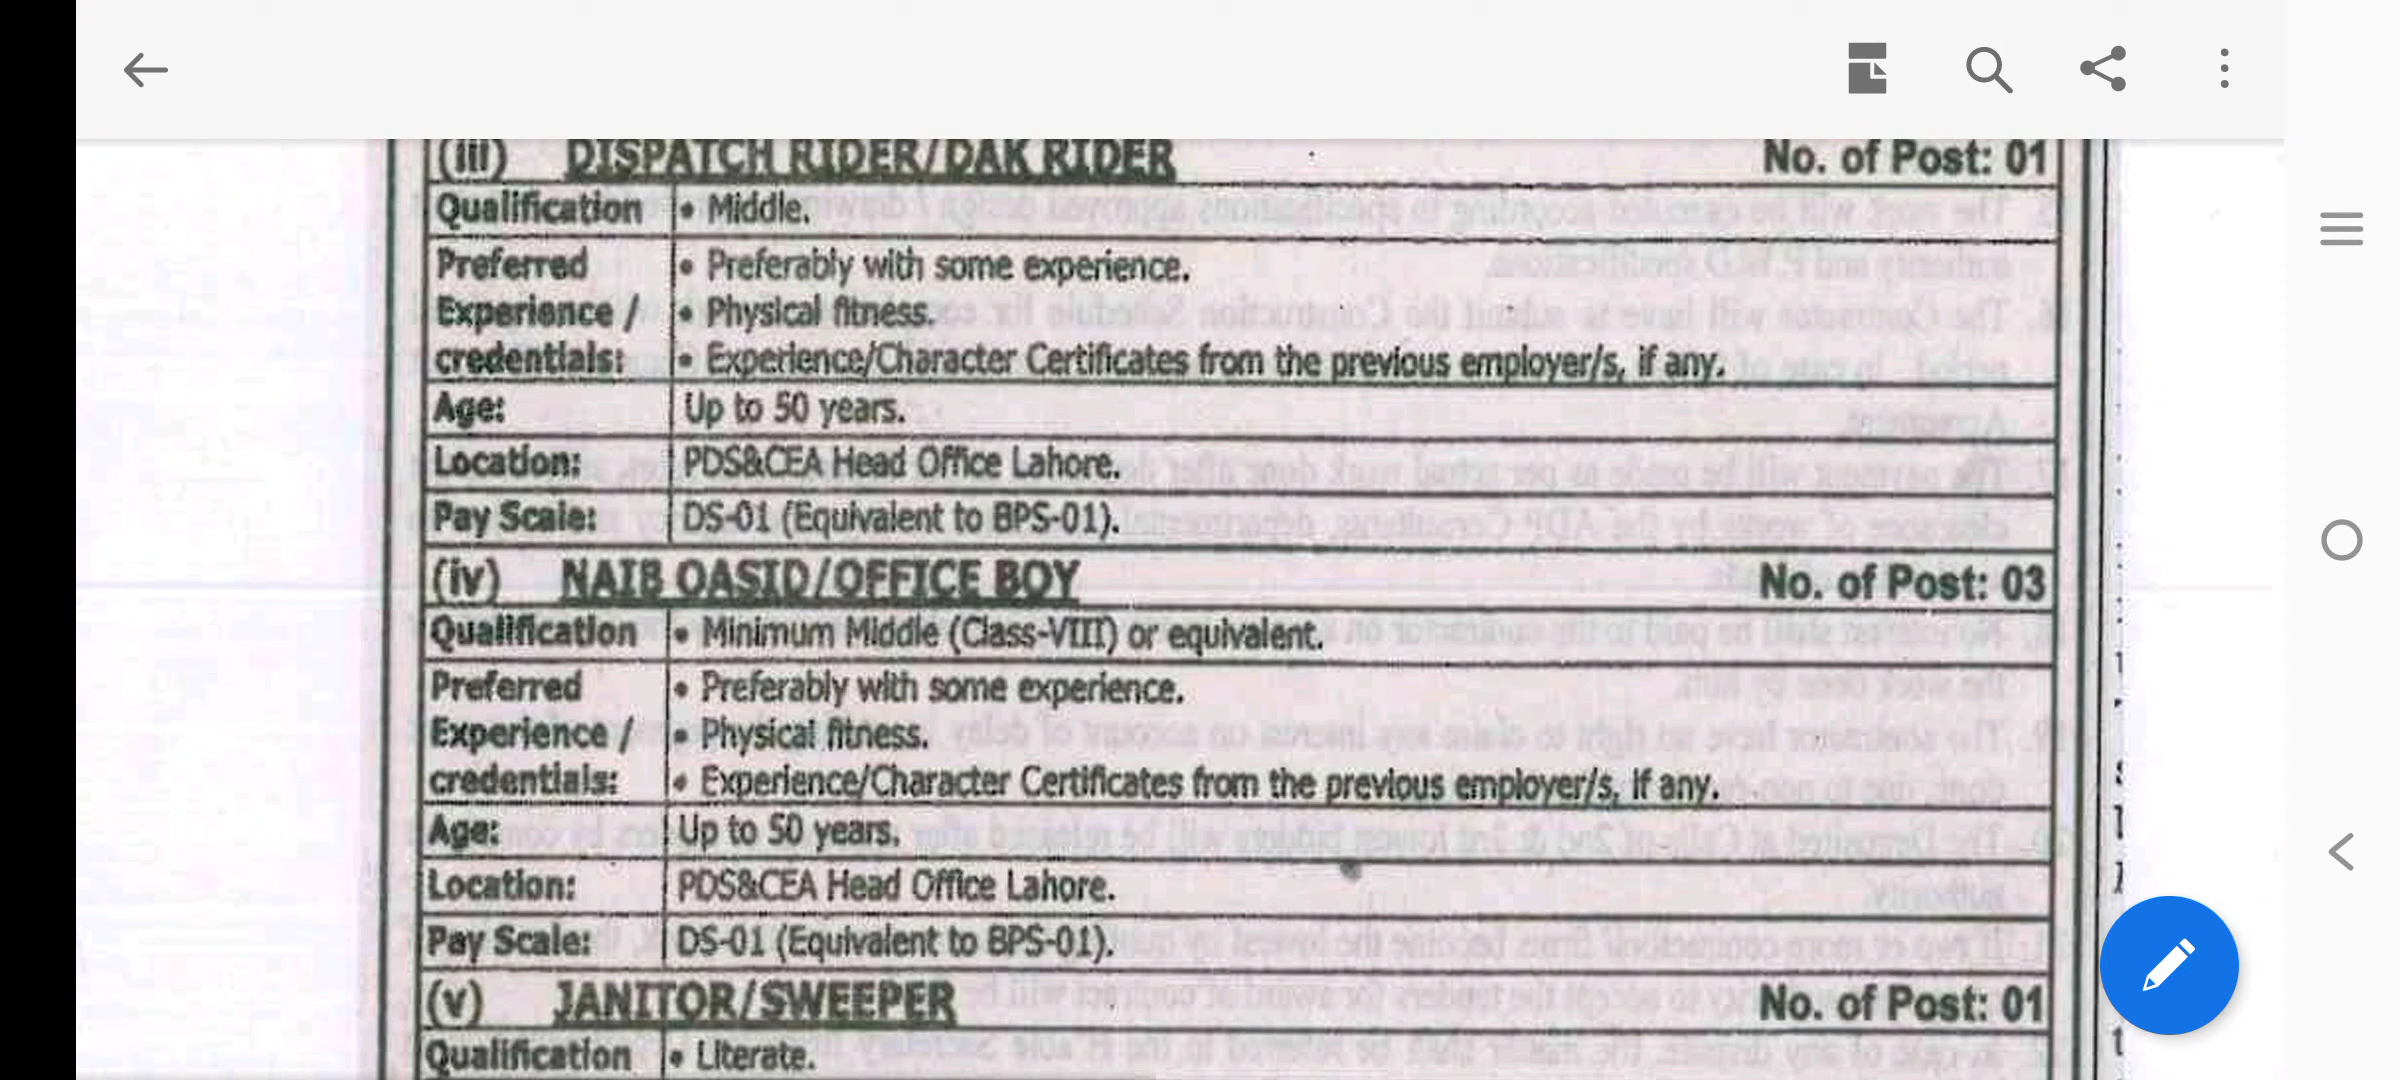 (iii) DISPATCH RIDER/DAK RIDER No. of Post: 01
Qualification • Middle.
Preferred • Preferably with some experience.
Experience / • Physical fitness.
credentials: • Experience/Character Certificates from the previous employer/s, if any.
Age: Up to 50 years.
Location: PDS&CEA Head Office Lahore.
Pay Scale: DS-01 (Equivalent to BPS-01).
(iv) NAIB QASID/OFFICE BOY No. of Post: 03
Qualification • Minimum Middle (Class-VIII) or equivalent.
Preferred • Preferably with some experience.
Experience / • Physical fitness.
credentials: • Experience/Character Certificates from the previous employer/s, if any.
Age: Up to 50 years.
Location: PDS&CEA Head Office Lahore.
Pay Scale: DS-01 (Equivalent to BPS-01).
(v) JANITOR/SWEEPER No. of Post: 01
Qualification • Literate.